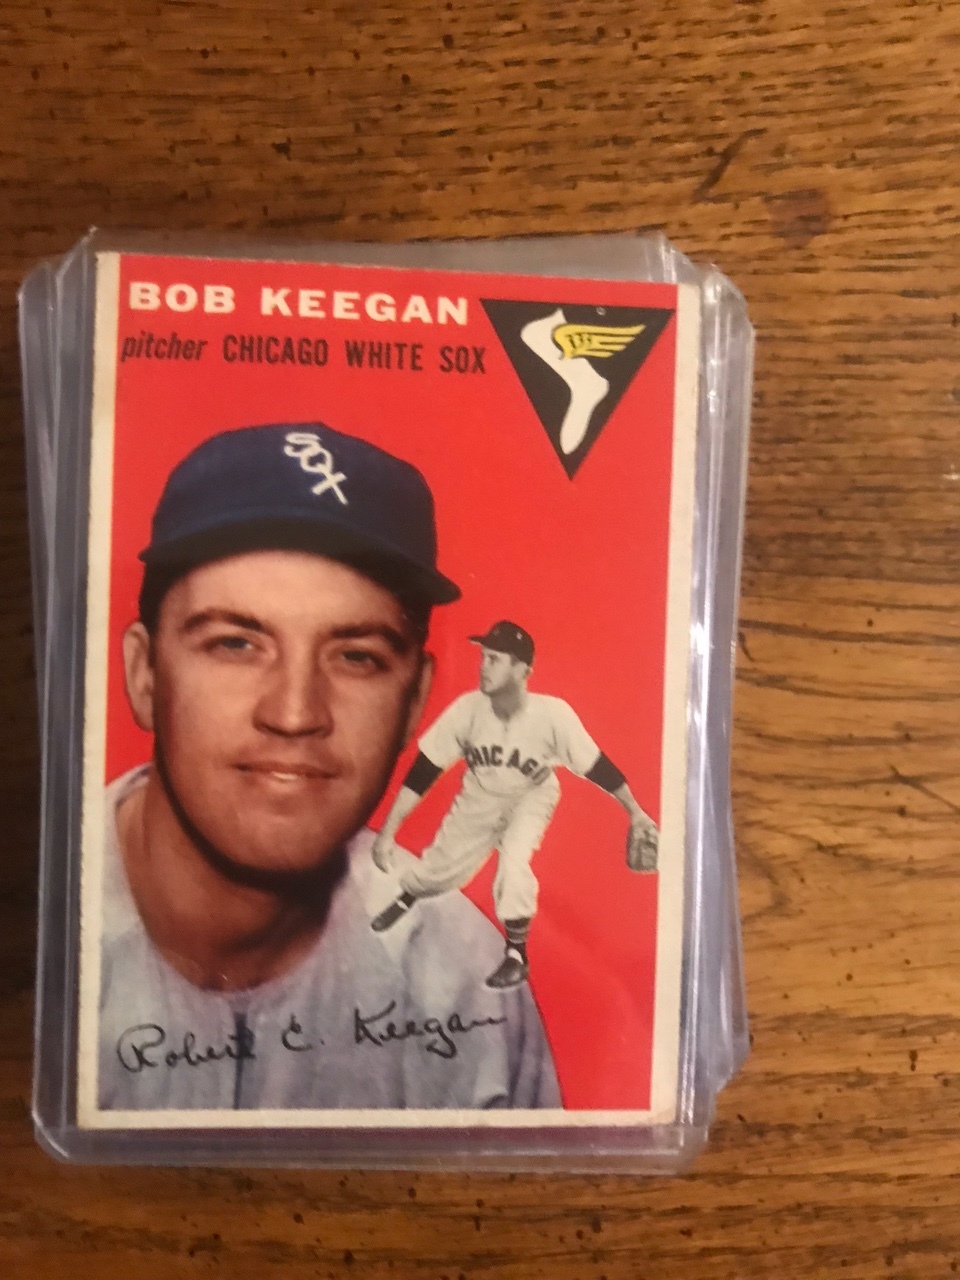 BOB KEEGAN
pitcher CHICAGO WHITE SOX
SOX
CHICAGO
Robert E. Keegan